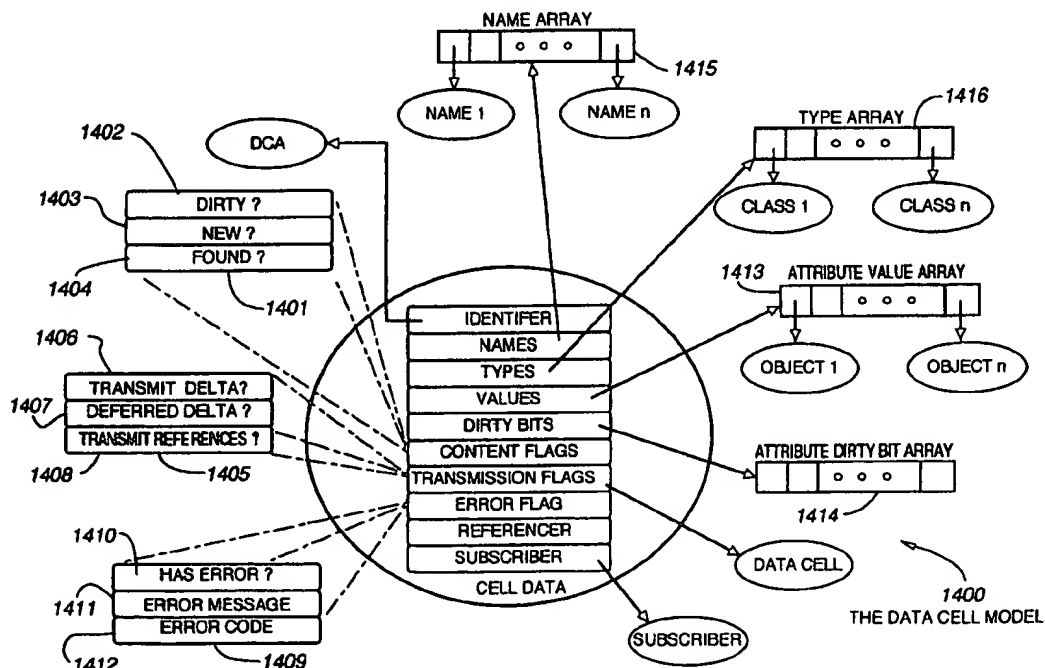 NAME ARRAY
1415
NAME 1
NAME n
1416
TYPE ARRAY
CLASS 1
CLASS n
DCA
1402
1403
DIRTY ?
NEW ?
FOUND ?
1404
1401
1413
ATTRIBUTE VALUE ARRAY
OBJECT 1
OBJECT n
IDENTIFER
NAMES
TYPES
VALUES
DIRTY BITS
CONTENT FLAGS
TRANSMISSION FLAGS
ERROR FLAG
REFERENCER
SUBSCRIBER
CELL DATA
1406
TRANSMIT DELTA?
1407
DEFERRED DELTA ?
TRANSMIT REFERENCES ?
1408
1405
ATTRIBUTE DIRTY BIT ARRAY
1414
1410
HAS ERROR ?
1411
ERROR MESSAGE
ERROR CODE
1412
1409
DATA CELL
SUBSCRIBER
1400
THE DATA CELL MODEL